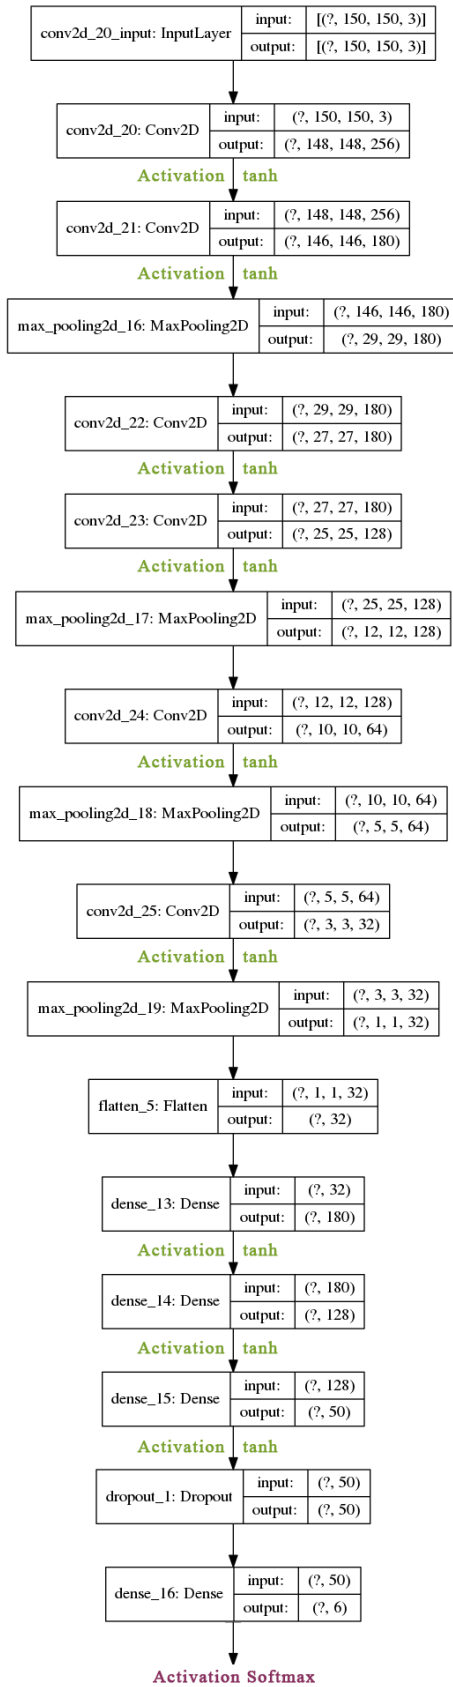 conv2d_20_input: InputLayer
input: [(?, 150, 150, 3)]
output: [(?, 150, 150, 3)]
conv2d_20: Conv2D
input: (?, 150, 150, 3)
output: (?, 148, 148, 256)
Activation tanh
conv2d_21: Conv2D
input: (?, 148, 148, 256)
output: (?, 146, 146, 180)
Activation tanh
max_pooling2d_16: MaxPooling2D
input: (?, 146, 146, 180)
output: (?, 29, 29, 180)
conv2d_22: Conv2D
input: (?, 29, 29, 180)
output: (?, 27, 27, 180)
Activation tanh
conv2d_23: Conv2D
input: (?, 27, 27, 180)
output: (?, 25, 25, 128)
Activation tanh
max_pooling2d_17: MaxPooling2D
input: (?, 25, 25, 128)
output: (?, 12, 12, 128)
conv2d_24: Conv2D
input: (?, 12, 12, 128)
output: (?, 10, 10, 64)
Activation tanh
max_pooling2d_18: MaxPooling2D
input: (?, 10, 10, 64)
output: (?, 5, 5, 64)
conv2d_25: Conv2D
input: (?, 5, 5, 64)
output: (?, 3, 3, 32)
Activation tanh
max_pooling2d_19: MaxPooling2D
input: (?, 3, 3, 32)
output: (?, 1, 1, 32)
flatten_5: Flatten
input: (?, 1, 1, 32)
output: (?, 32)
dense_13: Dense
input: (?, 32)
output: (?, 180)
Activation tanh
dense_14: Dense
input: (?, 180)
output: (?, 128)
Activation tanh
dense_15: Dense
input: (?, 128)
output: (?, 50)
Activation tanh
dropout_1: Dropout
input: (?, 50)
output: (?, 50)
dense_16: Dense
input: (?, 50)
output: (?, 6)
Activation Softmax